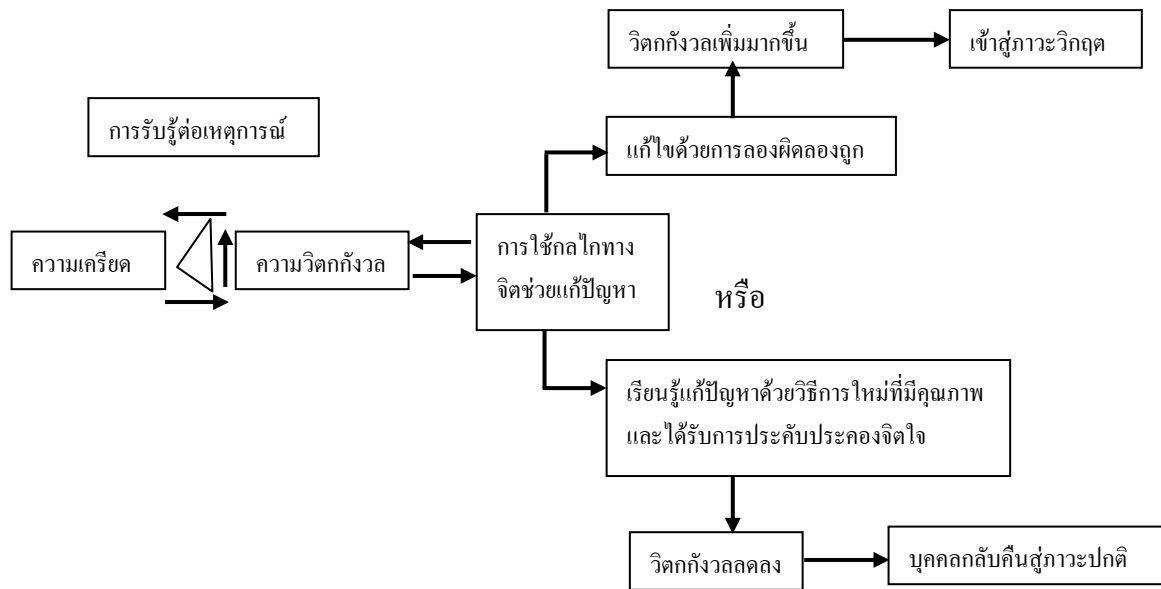 วิตกกังวลเพิ่มมากขึ้น
เข้าสู่ภาวะวิกฤต
การรับรู้ต่อเหตุการณ์
แก้ไขด้วยการลองผิดลองถูก
ความเครียด
ความวิตกกังวล
การใช้กลไกทาง
จิตช่วยแก้ปัญหา
หรือ
เรียนรู้แก้ปัญหาด้วยวิธีการใหม่ที่มีคุณภาพ
และได้รับการประคับประคองจิตใจ
วิตกกังวลลดลง
บุคคลกลับคืนสู่ภาวะปกติ